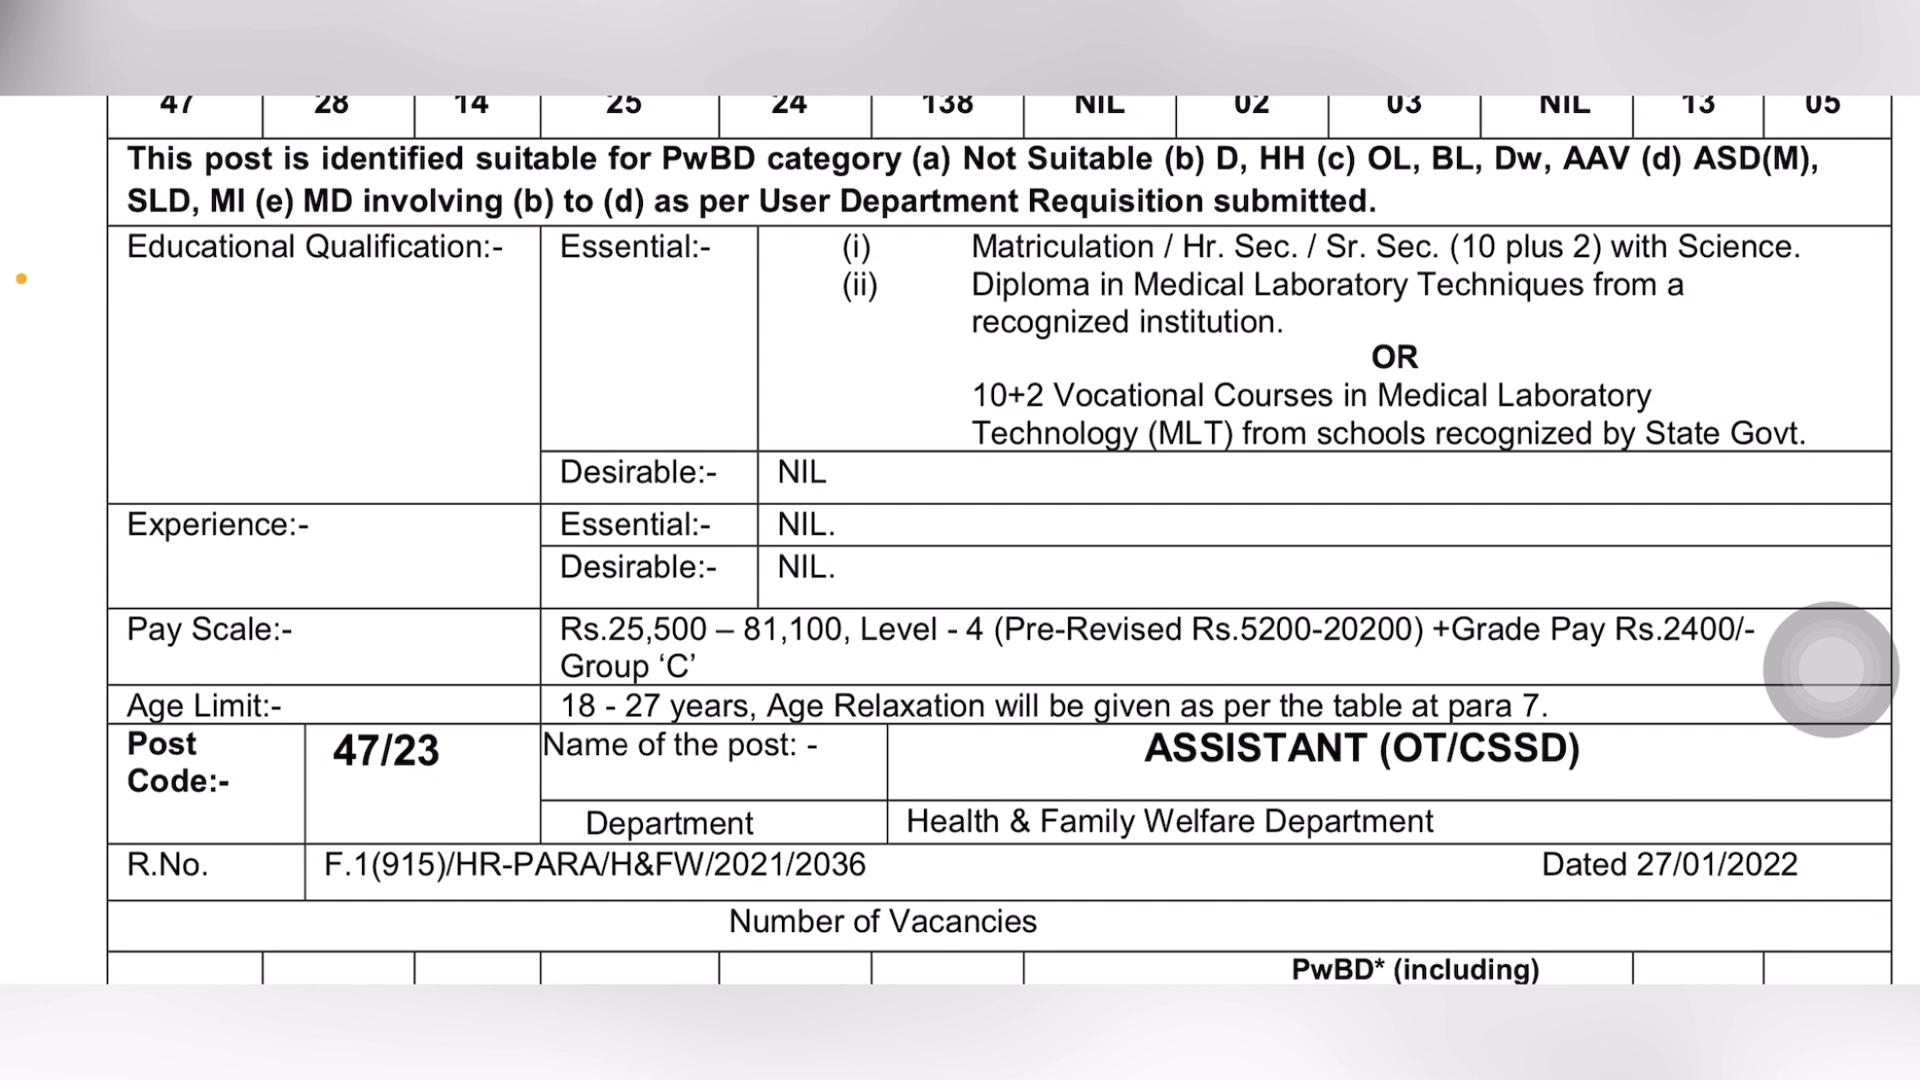 47 28 14 25 24 138 NIL 02 03 NIL 13 05
This post is identified suitable for PwBD category (a) Not Suitable (b) D, HH (c) OL, BL, Dw, AAV (d) ASD(M),
SLD, MI (e) MD involving (b) to (d) as per User Department Requisition submitted.
Educational Qualification:- Essential:- (i) Matriculation / Hr. Sec. / Sr. Sec. (10 plus 2) with Science.
(ii) Diploma in Medical Laboratory Techniques from a
recognized institution.
OR
10+2 Vocational Courses in Medical Laboratory
Technology (MLT) from schools recognized by State Govt.
Desirable:- NIL
Experience:- Essential:- NIL.
Desirable:- NIL.
Pay Scale:- Rs.25,500 – 81,100, Level - 4 (Pre-Revised Rs.5200-20200) +Grade Pay Rs.2400/-
Group ‘C’
Age Limit:- 18 - 27 years, Age Relaxation will be given as per the table at para 7.
Post 47/23 Name of the post: - ASSISTANT (OT/CSSD)
Code:-
Department Health & Family Welfare Department
R.No. F.1(915)/HR-PARA/H&FW/2021/2036 Dated 27/01/2022
Number of Vacancies
PwBD* (including)